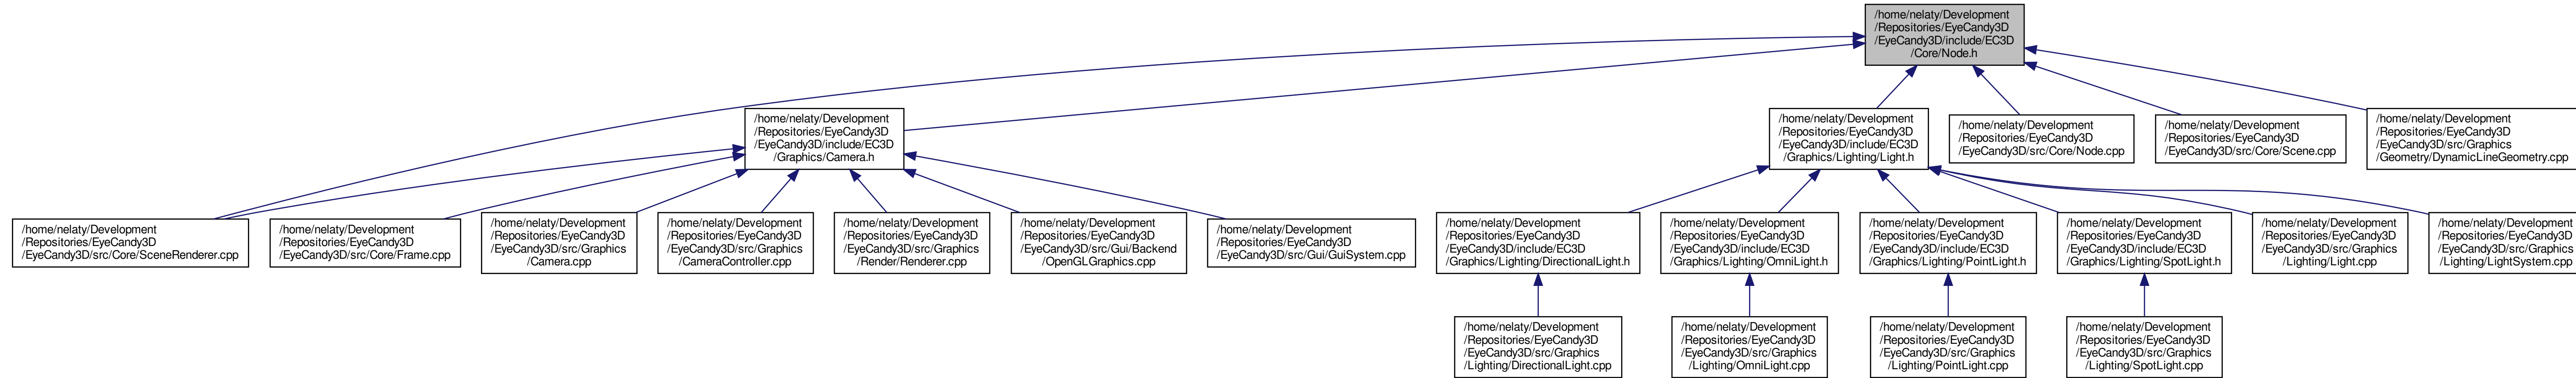 /home/nelaty/Development
/Repositories/EyeCandy3D
/EyeCandy3D/include/EC3D
/Core/Node.h
/home/nelaty/Development
/Repositories/EyeCandy3D
/EyeCandy3D/include/EC3D
/Graphics/Camera.h
/home/nelaty/Development
/Repositories/EyeCandy3D
/EyeCandy3D/include/EC3D
/Graphics/Lighting/Light.h
/home/nelaty/Development
/Repositories/EyeCandy3D
/EyeCandy3D/src/Core/Node.cpp
/home/nelaty/Development
/Repositories/EyeCandy3D
/EyeCandy3D/src/Core/Scene.cpp
/home/nelaty/Development
/Repositories/EyeCandy3D
/EyeCandy3D/src/Graphics
/Geometry/DynamicLineGeometry.cpp
/home/nelaty/Development
/Repositories/EyeCandy3D
/EyeCandy3D/src/Core/SceneRenderer.cpp
/home/nelaty/Development
/Repositories/EyeCandy3D
/EyeCandy3D/src/Core/Frame.cpp
/home/nelaty/Development
/Repositories/EyeCandy3D
/EyeCandy3D/src/Graphics
/Camera.cpp
/home/nelaty/Development
/Repositories/EyeCandy3D
/EyeCandy3D/src/Graphics
/CameraController.cpp
/home/nelaty/Development
/Repositories/EyeCandy3D
/EyeCandy3D/src/Graphics
/Render/Renderer.cpp
/home/nelaty/Development
/Repositories/EyeCandy3D
/EyeCandy3D/src/Gui/Backend
/OpenGLGraphics.cpp
/home/nelaty/Development
/Repositories/EyeCandy3D
/EyeCandy3D/src/Gui/GuiSystem.cpp
/home/nelaty/Development
/Repositories/EyeCandy3D
/EyeCandy3D/include/EC3D
/Graphics/Lighting/DirectionalLight.h
/home/nelaty/Development
/Repositories/EyeCandy3D
/EyeCandy3D/include/EC3D
/Graphics/Lighting/OmniLight.h
/home/nelaty/Development
/Repositories/EyeCandy3D
/EyeCandy3D/include/EC3D
/Graphics/Lighting/PointLight.h
/home/nelaty/Development
/Repositories/EyeCandy3D
/EyeCandy3D/include/EC3D
/Graphics/Lighting/SpotLight.h
/home/nelaty/Development
/Repositories/EyeCandy3D
/EyeCandy3D/src/Graphics
/Lighting/Light.cpp
/home/nelaty/Development
/Repositories/EyeCandy3D
/EyeCandy3D/src/Graphics
/Lighting/LightSystem.cpp
/home/nelaty/Development
/Repositories/EyeCandy3D
/EyeCandy3D/src/Graphics
/Lighting/DirectionalLight.cpp
/home/nelaty/Development
/Repositories/EyeCandy3D
/EyeCandy3D/src/Graphics
/Lighting/OmniLight.cpp
/home/nelaty/Development
/Repositories/EyeCandy3D
/EyeCandy3D/src/Graphics
/Lighting/PointLight.cpp
/home/nelaty/Development
/Repositories/EyeCandy3D
/EyeCandy3D/src/Graphics
/Lighting/SpotLight.cpp